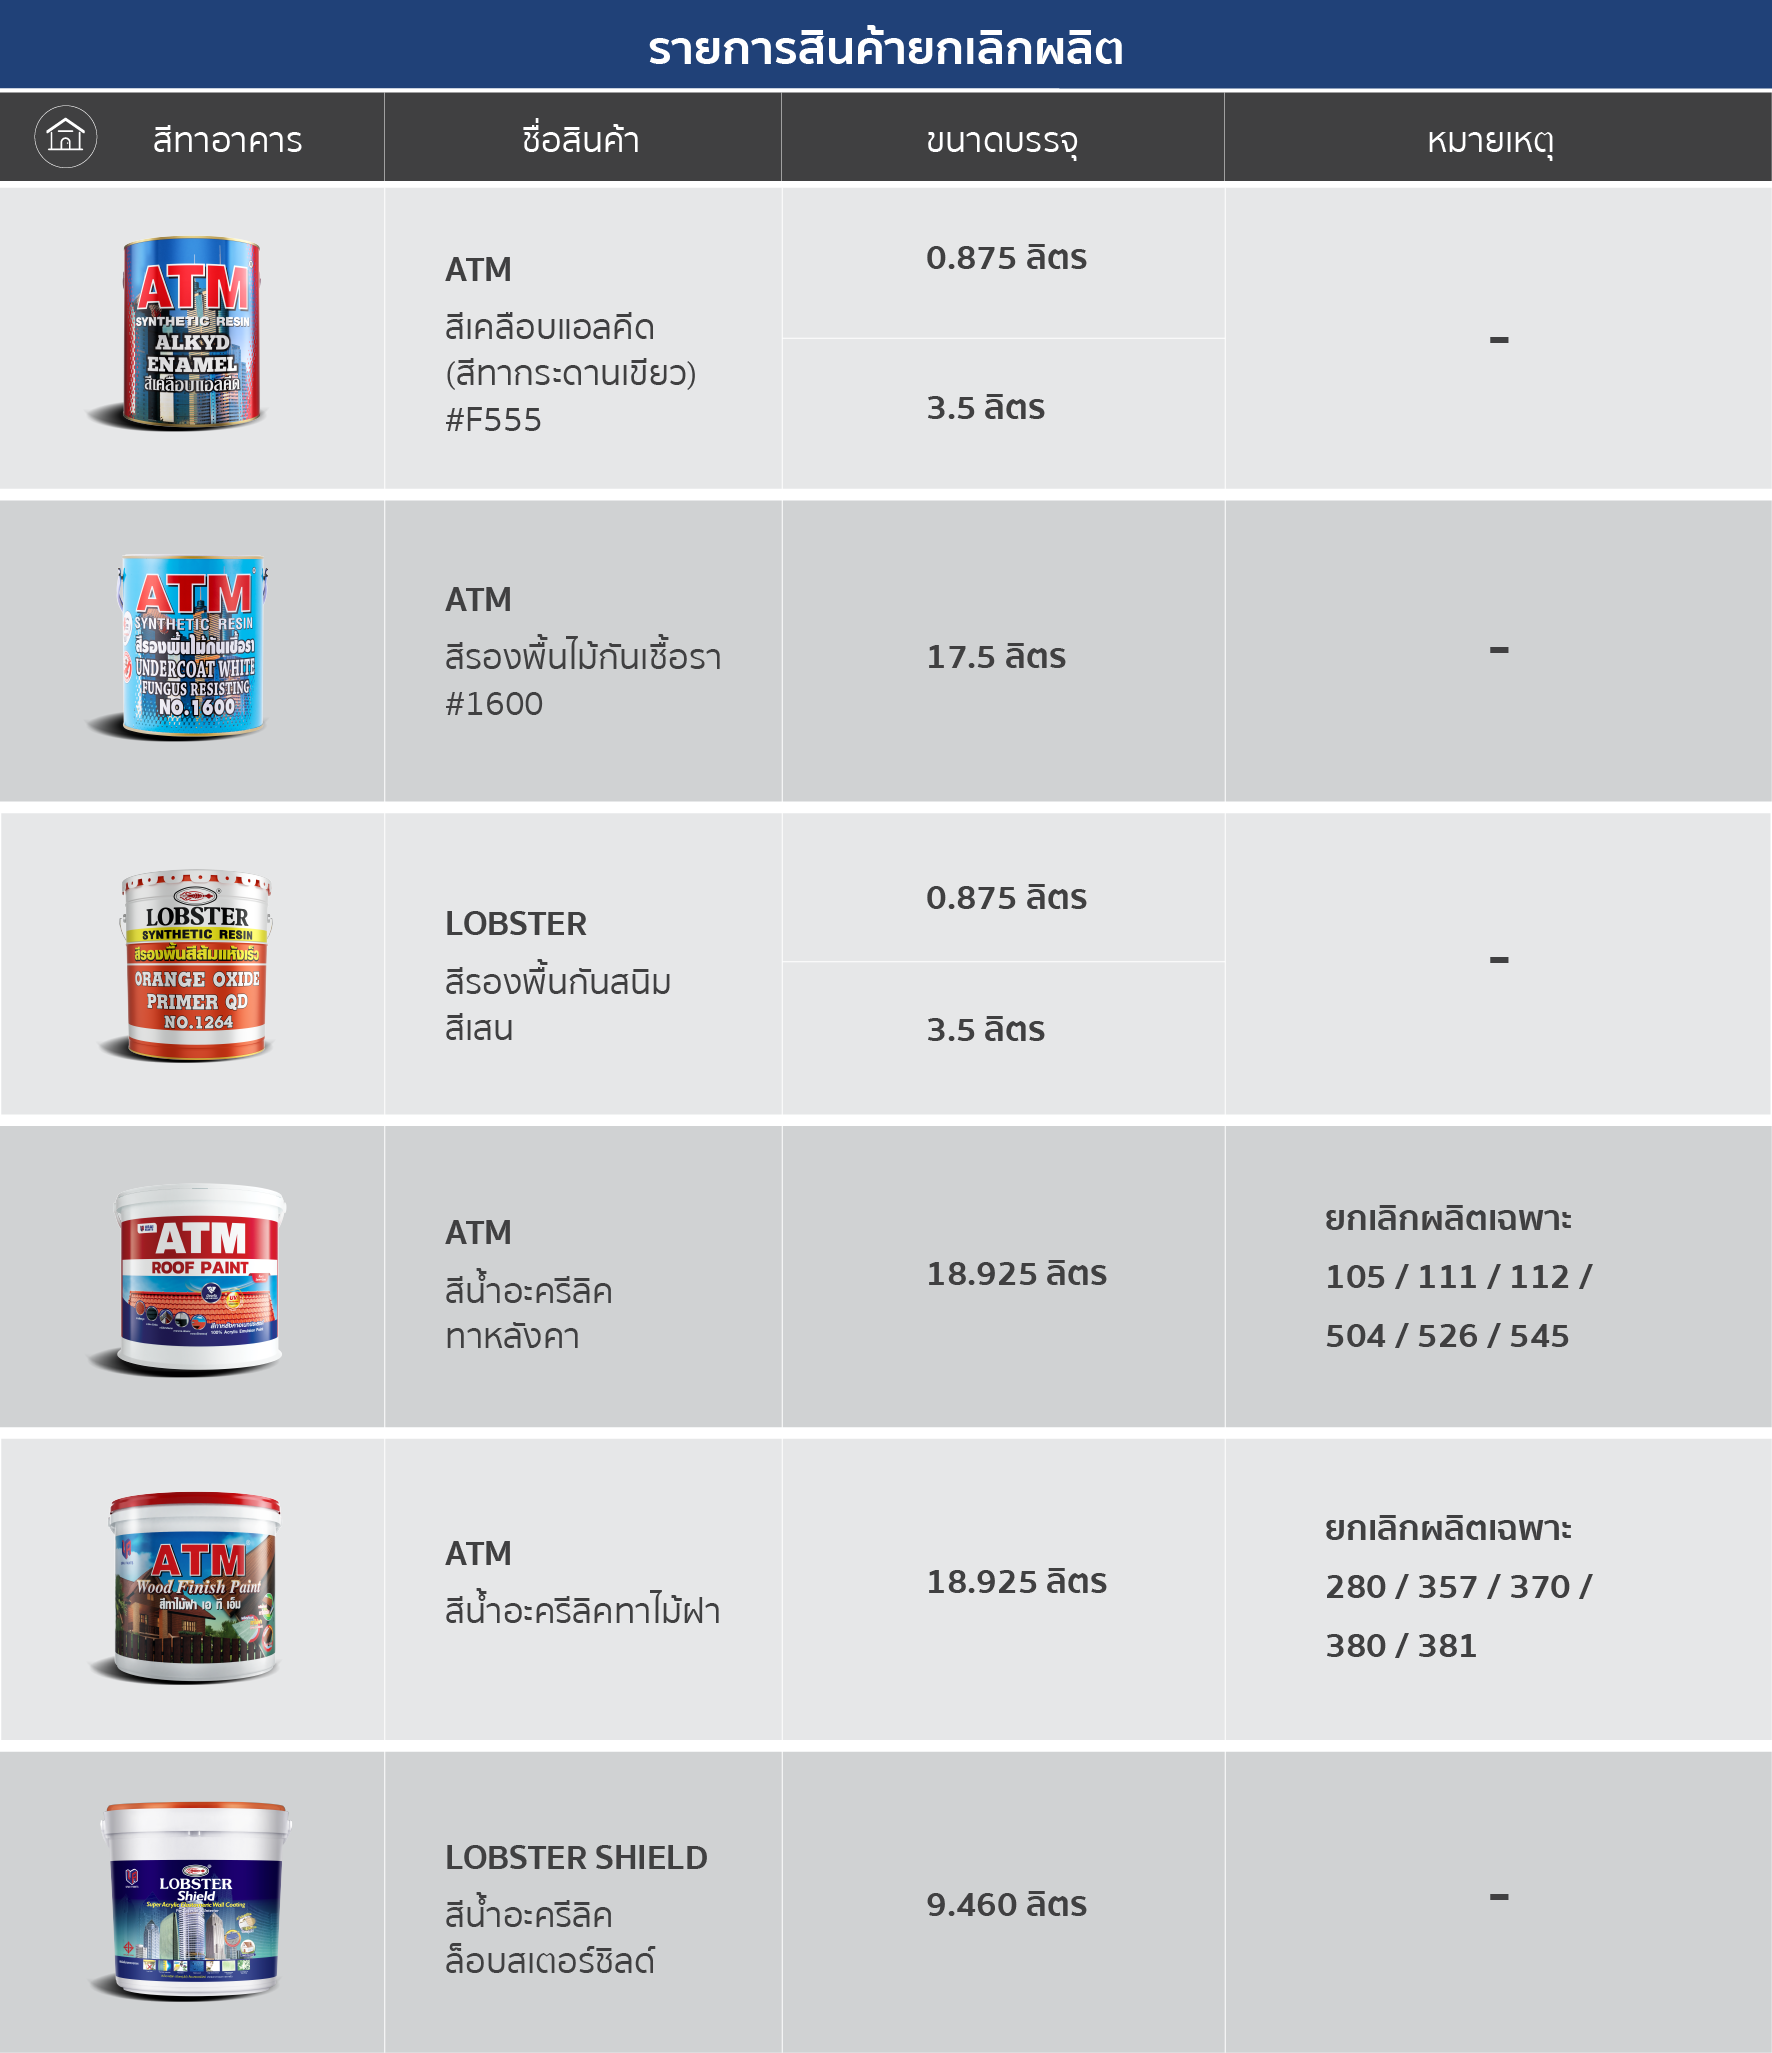 รายการสินค้ายกเลิกผลิต
สีทาอาคาร
ชื่อสินค้า
ขนาดบรรจุ
หมายเหตุ
ATM
SYNTHETIC RESIN
ALKYD
ENAMEL
สีเคลือบแอลคีด
ATM
สีเคลือบแอลคีด
(สีทากระดานเขียว)
#F555
0.875 ลิตร
3.5 ลิตร
-
ATM
SYNTHETIC RESIN
สีรองพื้นไม้กันเชื้อรา
UNDERCOAT WHITE
FUNGUS RESISTING
NO.1600
ATM
สีรองพื้นไม้กันเชื้อรา
#1600
17.5 ลิตร
-
LOBSTER
SYNTHETIC RESIN
สีรองพื้นสีส้มแห้งเร็ว
ORANGE OXIDE
PRIMER QD
NO.1264
LOBSTER
สีรองพื้นกันสนิม
สีเสน
0.875 ลิตร
3.5 ลิตร
-
ATM
ROOF PAINT
100% Acrylic Emulsion Paint
ATM
สีน้ำอะครีลิค
ทาหลังคา
18.925 ลิตร
ยกเลิกผลิตเฉพาะ
105 / 111 / 112 /
504 / 526 / 545
ATM
Wood Finish Paint
สีทาไม้ฝา เอ ที เอ็ม
ATM
สีน้ำอะครีลิคทาไม้ฝา
18.925 ลิตร
ยกเลิกผลิตเฉพาะ
280 / 357 / 370 /
380 / 381
LOBSTER
Shield
LOBSTER SHIELD
สีน้ำอะครีลิค
ล็อบสเตอร์ชิลด์
9.460 ลิตร
-